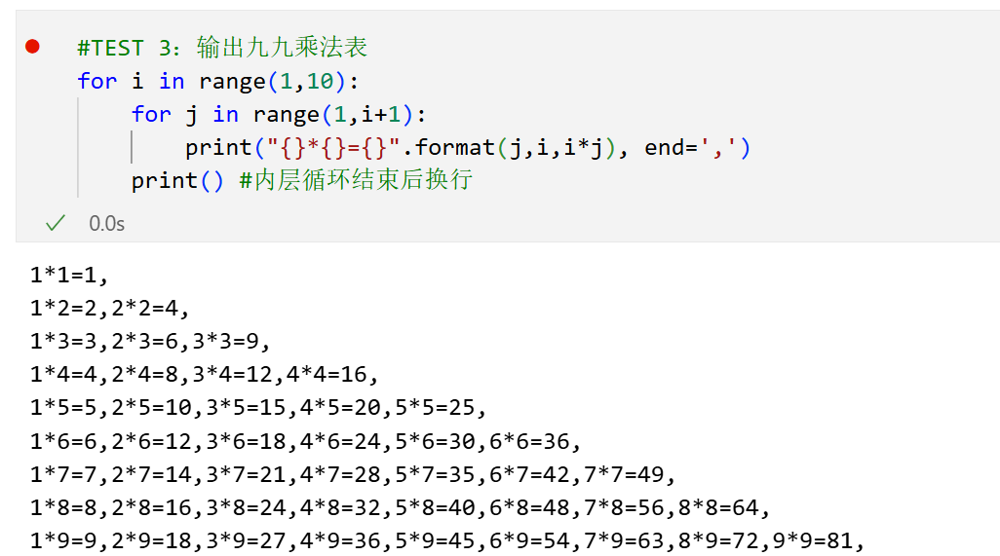 #TEST 3：输出九九乘法表
for i in range(1,10):
    for j in range(1,i+1):
        print("{}*{}={}".format(j,i,i*j), end=',')
    print() #内层循环结束后换行
0.0s
1*1=1,
1*2=2,2*2=4,
1*3=3,2*3=6,3*3=9,
1*4=4,2*4=8,3*4=12,4*4=16,
1*5=5,2*5=10,3*5=15,4*5=20,5*5=25,
1*6=6,2*6=12,3*6=18,4*6=24,5*6=30,6*6=36,
1*7=7,2*7=14,3*7=21,4*7=28,5*7=35,6*7=42,7*7=49,
1*8=8,2*8=16,3*8=24,4*8=32,5*8=40,6*8=48,7*8=56,8*8=64,
1*9=9,2*9=18,3*9=27,4*9=36,5*9=45,6*9=54,7*9=63,8*9=72,9*9=81,